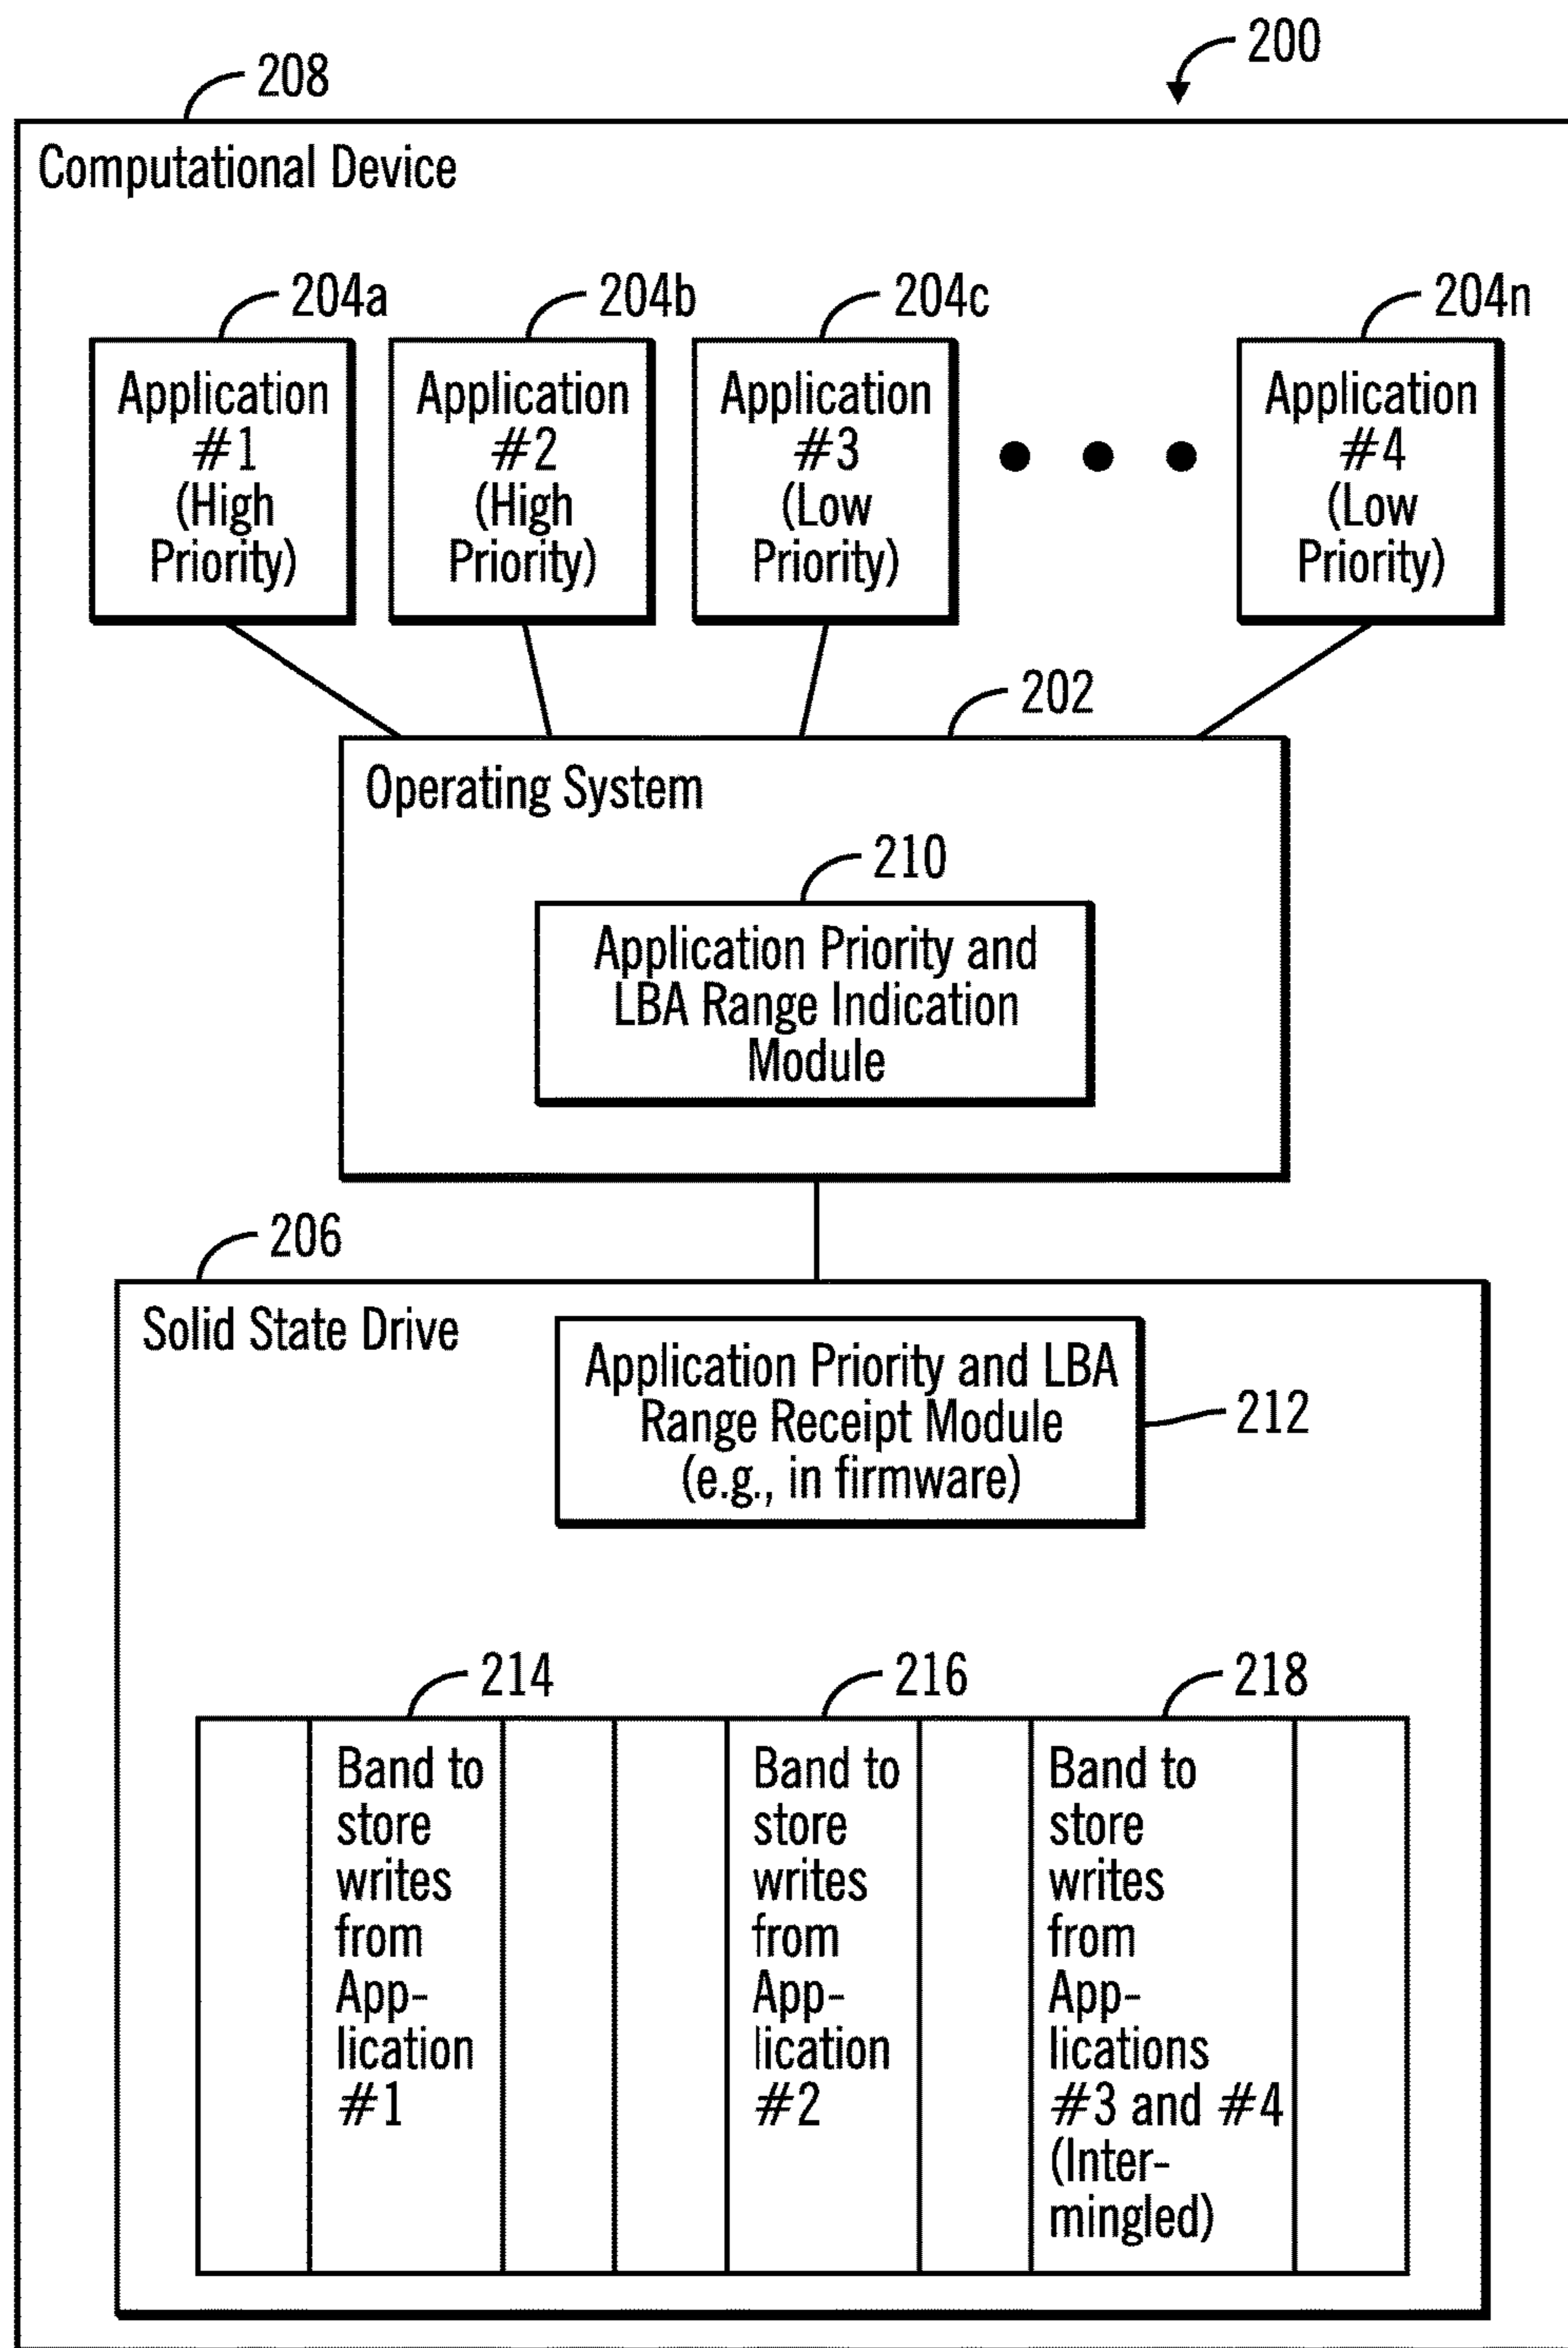 200
208
Computational Device
204a
204b
204c
204n
Application
#1
(High
Priority)
Application
#2
(High
Priority)
Application
#3
(Low
Priority)
Application
#4
(Low
Priority)
202
Operating System
210
Application Priority and
LBA Range Indication
Module
206
Solid State Drive
Application Priority and LBA
Range Receipt Module
(e.g., in firmware)
212
214
216
218
Band to
store
writes
from
App-
lication
#1
Band to
store
writes
from
App-
lication
#2
Band to
store
writes
from
App-
lications
#3 and #4
(Inter-
mingled)